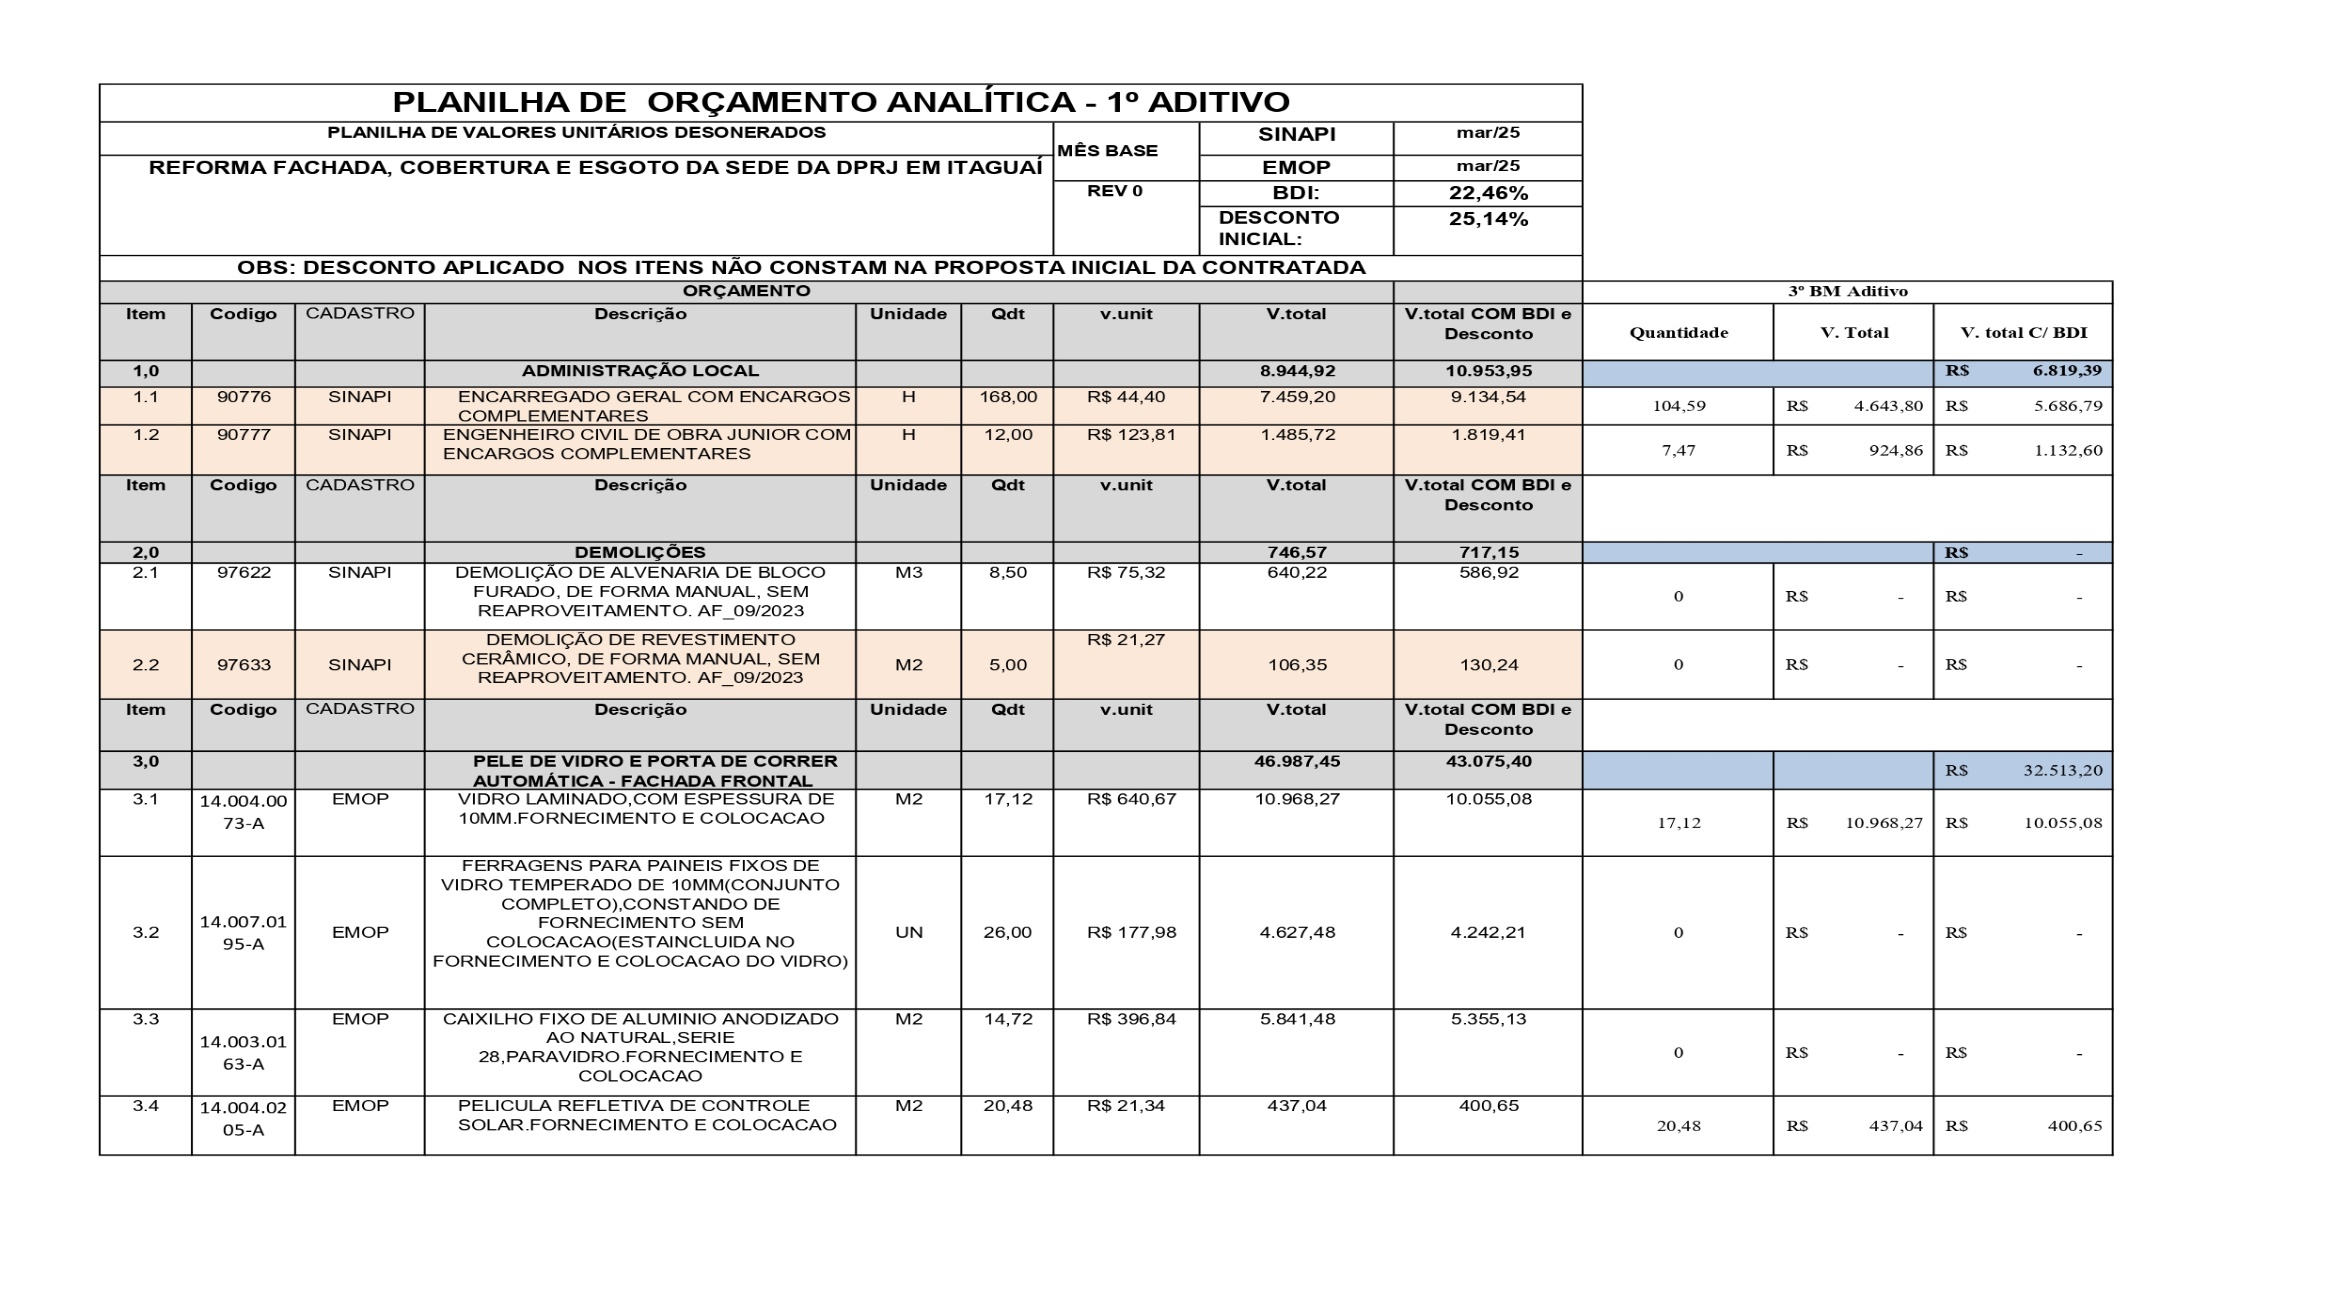 PLANILHA DE ORÇAMENTO ANALÍTICA - 1º ADITIVO
PLANILHA DE VALORES UNITÁRIOS DESONERADOS
MÊS BASE
SINAPI
mar/25
REFORMA FACHADA, COBERTURA E ESGOTO DA SEDE DA DPRJ EM ITAGUAÍ
EMOP
mar/25
REV 0
BDI:
22,46%
DESCONTO
INICIAL:
25,14%
OBS: DESCONTO APLICADO NOS ITENS NÃO CONSTAM NA PROPOSTA INICIAL DA CONTRATADA
ORÇAMENTO
3º BM Aditivo
Item Codigo CADASTRO Descrição Unidade Qdt v.unit V.total V.total COM BDI e
Desconto
Quantidade V. Total V. total C/ BDI
1,0 ADMINISTRAÇÃO LOCAL 8.944,92 10.953,95 R$ 6.819,39
1.1 90776 SINAPI ENCARREGADO GERAL COM ENCARGOS
COMPLEMENTARES
H 168,00 R$ 44,40 7.459,20 9.134,54 104,59 R$ 4.643,80 R$ 5.686,79
1.2 90777 SINAPI ENGENHEIRO CIVIL DE OBRA JUNIOR COM
ENCARGOS COMPLEMENTARES
H 12,00 R$ 123,81 1.485,72 1.819,41 7,47 R$ 924,86 R$ 1.132,60
Item Codigo CADASTRO Descrição Unidade Qdt v.unit V.total V.total COM BDI e
Desconto
2,0 DEMOLIÇÕES 746,57 717,15 R$ -
2.1 97622 SINAPI DEMOLIÇÃO DE ALVENARIA DE BLOCO
FURADO, DE FORMA MANUAL, SEM
REAPROVEITAMENTO. AF_09/2023
M3 8,50 R$ 75,32 640,22 586,92 0 R$ - R$ -
2.2 97633 SINAPI DEMOLIÇÃO DE REVESTIMENTO
CERÂMICO, DE FORMA MANUAL, SEM
REAPROVEITAMENTO. AF_09/2023
M2 5,00 R$ 21,27 106,35 130,24 0 R$ - R$ -
Item Codigo CADASTRO Descrição Unidade Qdt v.unit V.total V.total COM BDI e
Desconto
3,0 PELE DE VIDRO E PORTA DE CORRER
AUTOMÁTICA - FACHADA FRONTAL
46.987,45 43.075,40 R$ 32.513,20
3.1 14.004.00
73-A
EMOP VIDRO LAMINADO,COM ESPESSURA DE
10MM.FORNECIMENTO E COLOCACAO
M2 17,12 R$ 640,67 10.968,27 10.055,08 17,12 R$ 10.968,27 R$ 10.055,08
3.2 14.007.01
95-A
EMOP FERRAGENS PARA PAINEIS FIXOS DE
VIDRO TEMPERADO DE 10MM(CONJUNTO
COMPLETO),CONSTANDO DE
FORNECIMENTO SEM
COLOCACAO(ESTAINCLUIDA NO
FORNECIMENTO E COLOCACAO DO VIDRO)
UN 26,00 R$ 177,98 4.627,48 4.242,21 0 R$ - R$ -
3.3 14.003.01
63-A
EMOP CAIXILHO FIXO DE ALUMINIO ANODIZADO
AO NATURAL,SERIE
28,PARAVIDRO.FORNECIMENTO E
COLOCACAO
M2 14,72 R$ 396,84 5.841,48 5.355,13 0 R$ - R$ -
3.4 14.004.02
05-A
EMOP PELICULA REFLETIVA DE CONTROLE
SOLAR.FORNECIMENTO E COLOCACAO
M2 20,48 R$ 21,34 437,04 400,65 20,48 R$ 437,04 R$ 400,65